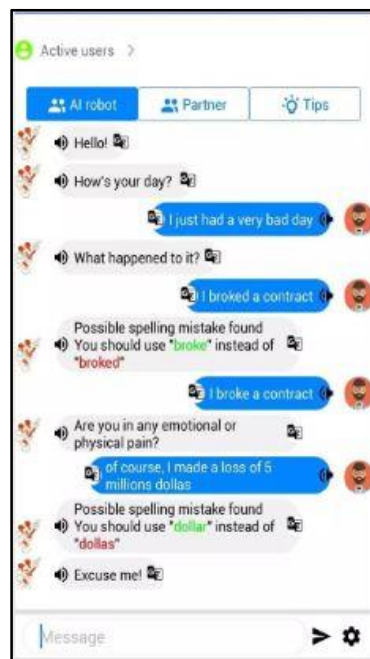 Active users >
AI robot
Partner
Tips
Hello!
How's your day?
I just had a very bad day
What happened to it?
I broked a contract
Possible spelling mistake found
You should use "broke" instead of
"broked"
I broke a contract
Are you in any emotional or
physical pain?
of course, I made a loss of 5
millions dollas
Possible spelling mistake found
You should use "dollar" instead of
"dollas"
Excuse me!
Message